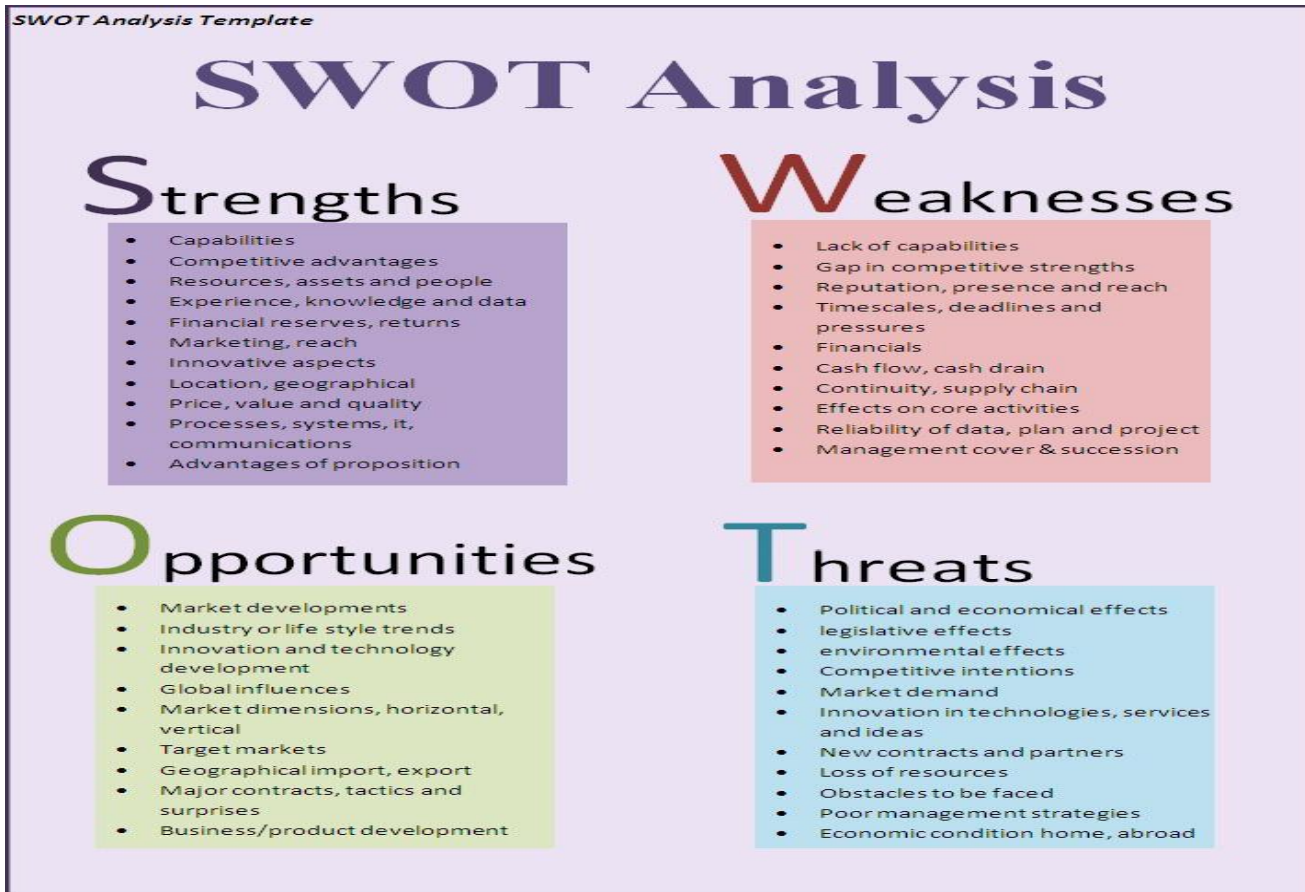 SWOT Analysis Template
SWOT Analysis
Strengths
• Capabilities
• Competitive advantages
• Resources, assets and people
• Experience, knowledge and data
• Financial reserves, returns
• Marketing, reach
• Innovative aspects
• Location, geographical
• Price, value and quality
• Processes, systems, it,
communications
• Advantages of proposition
Weaknesses
• Lack of capabilities
• Gap in competitive strengths
• Reputation, presence and reach
• Timescales, deadlines and
pressures
• Financials
• Cash flow, cash drain
• Continuity, supply chain
• Effects on core activities
• Reliability of data, plan and project
• Management cover & succession
Opportunities
• Market developments
• Industry or life style trends
• Innovation and technology
development
• Global influences
• Market dimensions, horizontal,
vertical
• Target markets
• Geographical import, export
• Major contracts, tactics and
surprises
• Business/product development
Threats
• Political and economical effects
• legislative effects
• environmental effects
• Competitive intentions
• Market demand
• Innovation in technologies, services
and ideas
• New contracts and partners
• Loss of resources
• Obstacles to be faced
• Poor management strategies
• Economic condition home, abroad